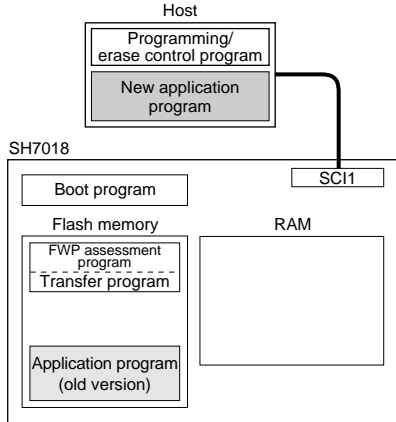 Host
Programming/
erase control program
New application
program
SH7018
SCI1
Boot program
Flash memory
RAM
FWP assessment
program
Transfer program
Application program
(old version)